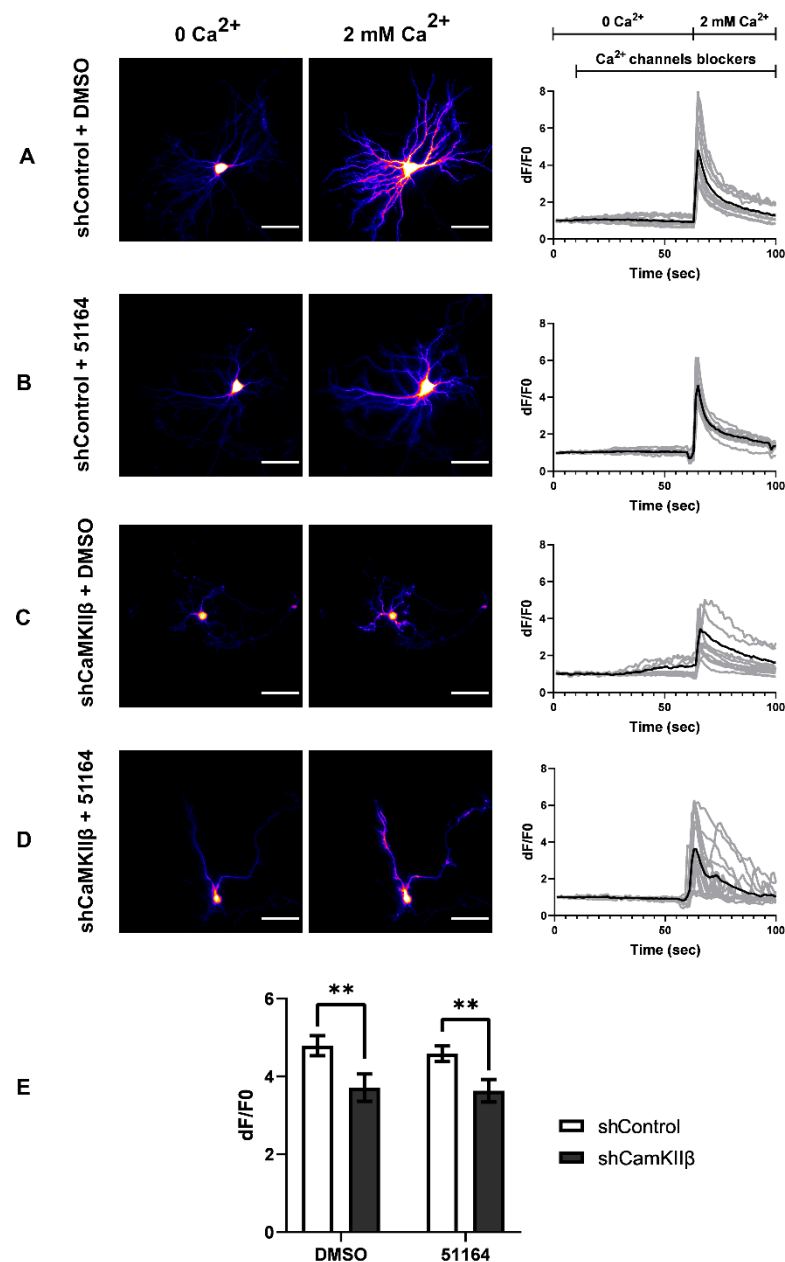 0 Ca2+
2 mM Ca2+
0 Ca2+ 2 mM Ca2+
Ca2+ channels blockers
A
shControl + DMSO
dF/F0
8
6
4
2
0
0 50 100
Time (sec)
B
shControl + 51164
dF/F0
8
6
4
2
0
0 50 100
Time (sec)
C
shCaMKIIβ + DMSO
dF/F0
8
6
4
2
0
0 50 100
Time (sec)
D
shCaMKIIβ + 51164
dF/F0
8
6
4
2
0
0 50 100
Time (sec)
E
dF/F0
6
4
2
0
** **
DMSO 51164
shControl
shCamKIIβ